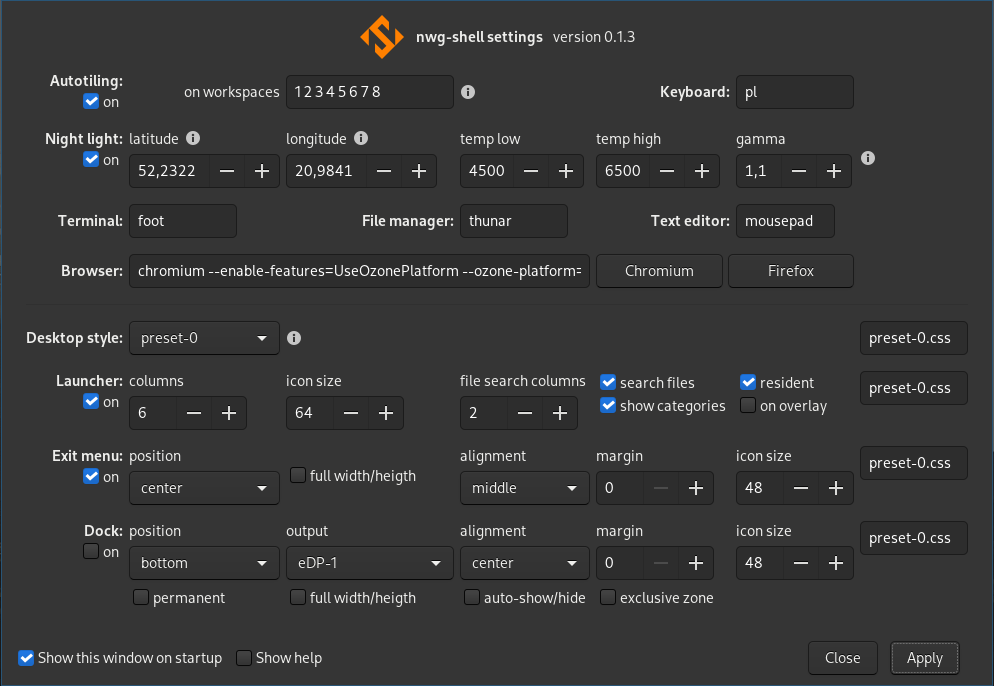 nwg-shell settings version 0.1.3
Autotiling:
on on workspaces 1 2 3 4 5 6 7 8 Keyboard: pl
Night light: latitude longitude temp low temp high gamma
on 52,2322 20,9841 4500 6500 1,1
Terminal: foot File manager: thunar Text editor: mousepad
Browser: chromium --enable-features=UseOzonePlatform --ozone-platform= Chromium Firefox
Desktop style: preset-0 preset-0.css
Launcher: columns icon size file search columns search files resident preset-0.css
on 6 64 2 show categories on overlay
Exit menu: position full width/heigth alignment margin icon size preset-0.css
on center middle 0 48
Dock: position output alignment margin icon size preset-0.css
on bottom eDP-1 center 0 48
permanent full width/heigth auto-show/hide exclusive zone
Show this window on startup Show help Close Apply